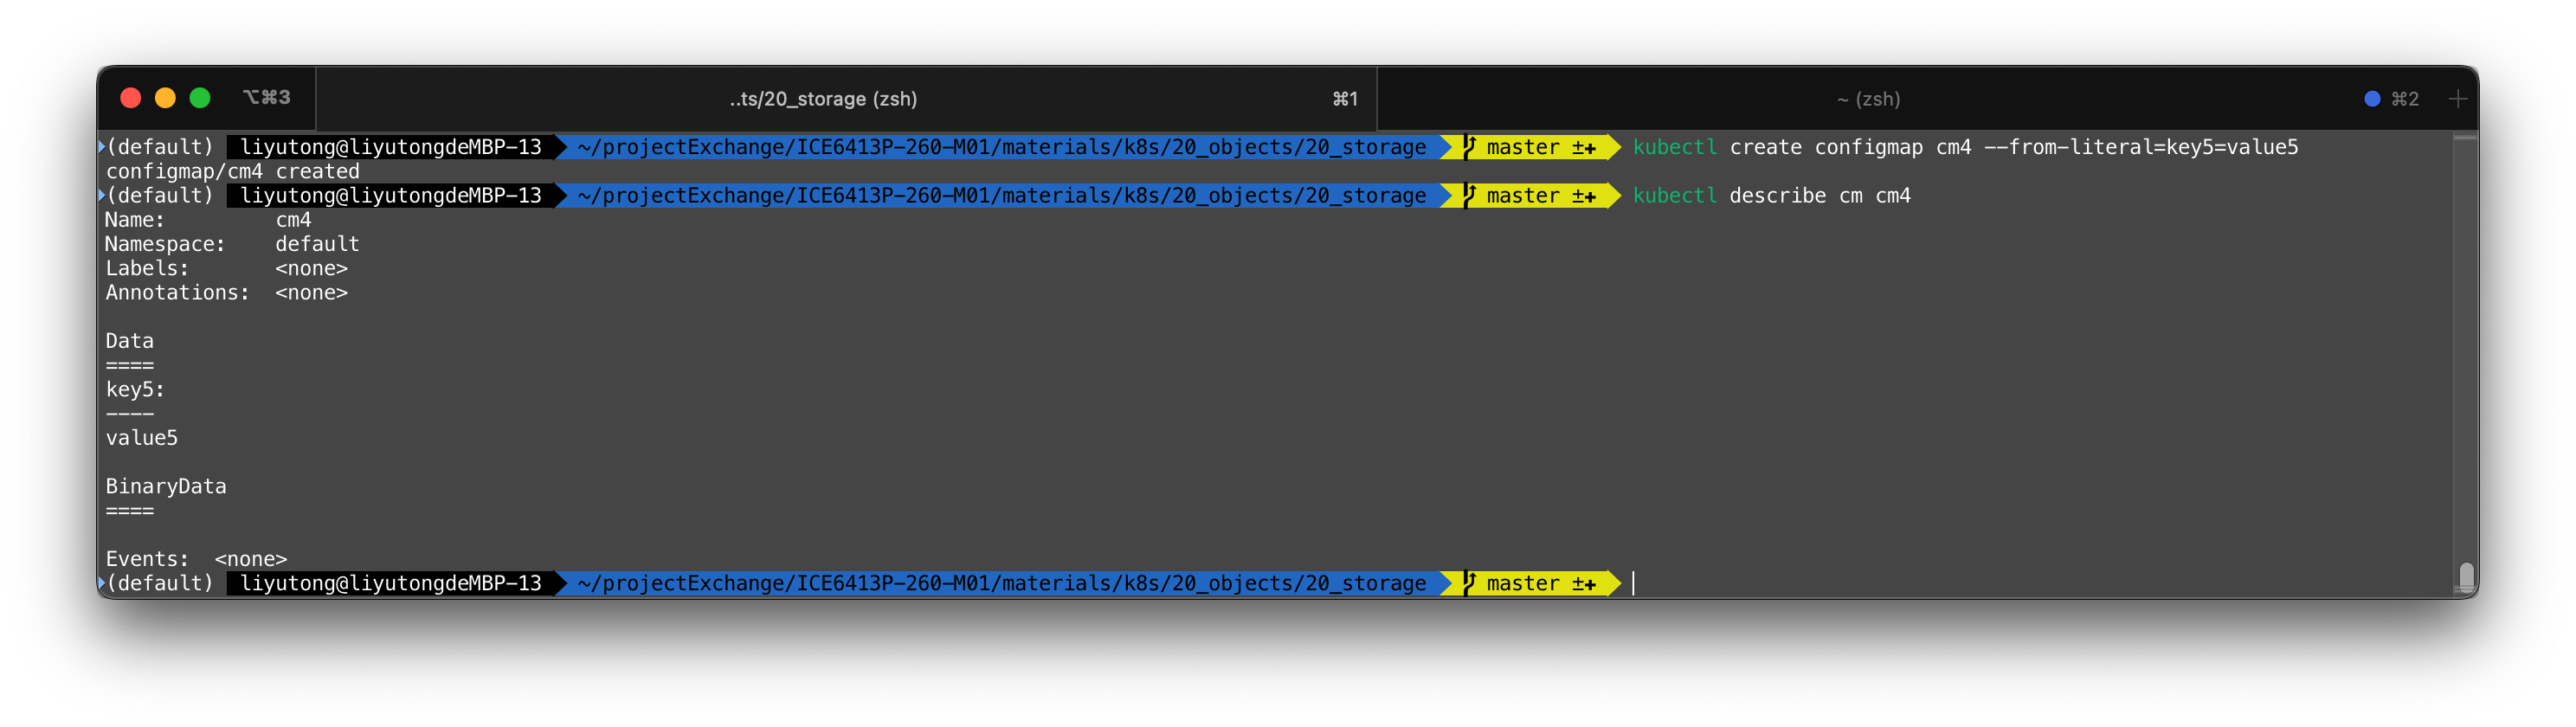 ⌥⌘3 ..ts/20_storage (zsh) ⌘1 ~ (zsh) ⌘2
(default) liyutong@liyutongdeMBP-13 ~/projectExchange/ICE6413P-260-M01/materials/k8s/20_objects/20_storage master ±✚ kubectl create configmap cm4 --from-literal=key5=value5
configmap/cm4 created
(default) liyutong@liyutongdeMBP-13 ~/projectExchange/ICE6413P-260-M01/materials/k8s/20_objects/20_storage master ±✚ kubectl describe cm cm4
Name: cm4
Namespace: default
Labels: <none>
Annotations: <none>
Data
====
key5:
----
value5
BinaryData
====
Events: <none>
(default) liyutong@liyutongdeMBP-13 ~/projectExchange/ICE6413P-260-M01/materials/k8s/20_objects/20_storage master ±✚